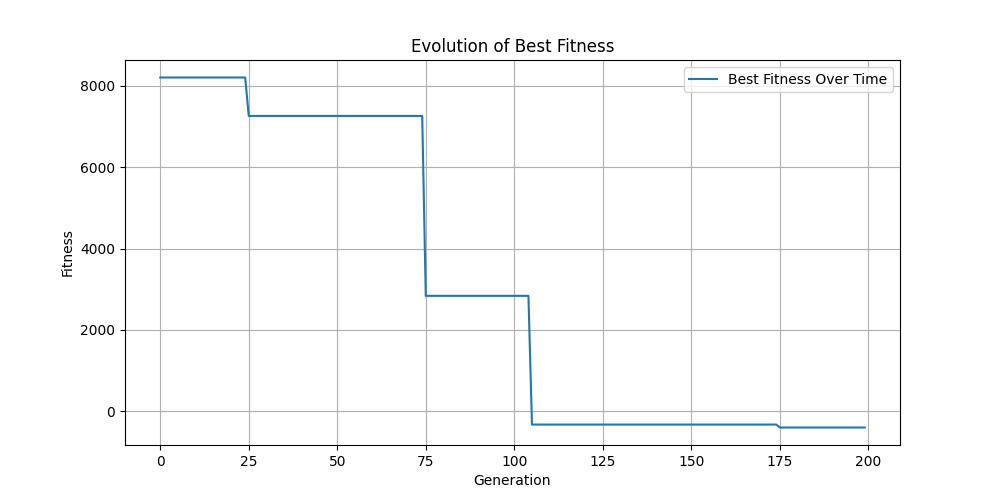 Evolution of Best Fitness
Best Fitness Over Time
8000
6000
4000
2000
0
Fitness
0 25 50 75 100 125 150 175 200
Generation